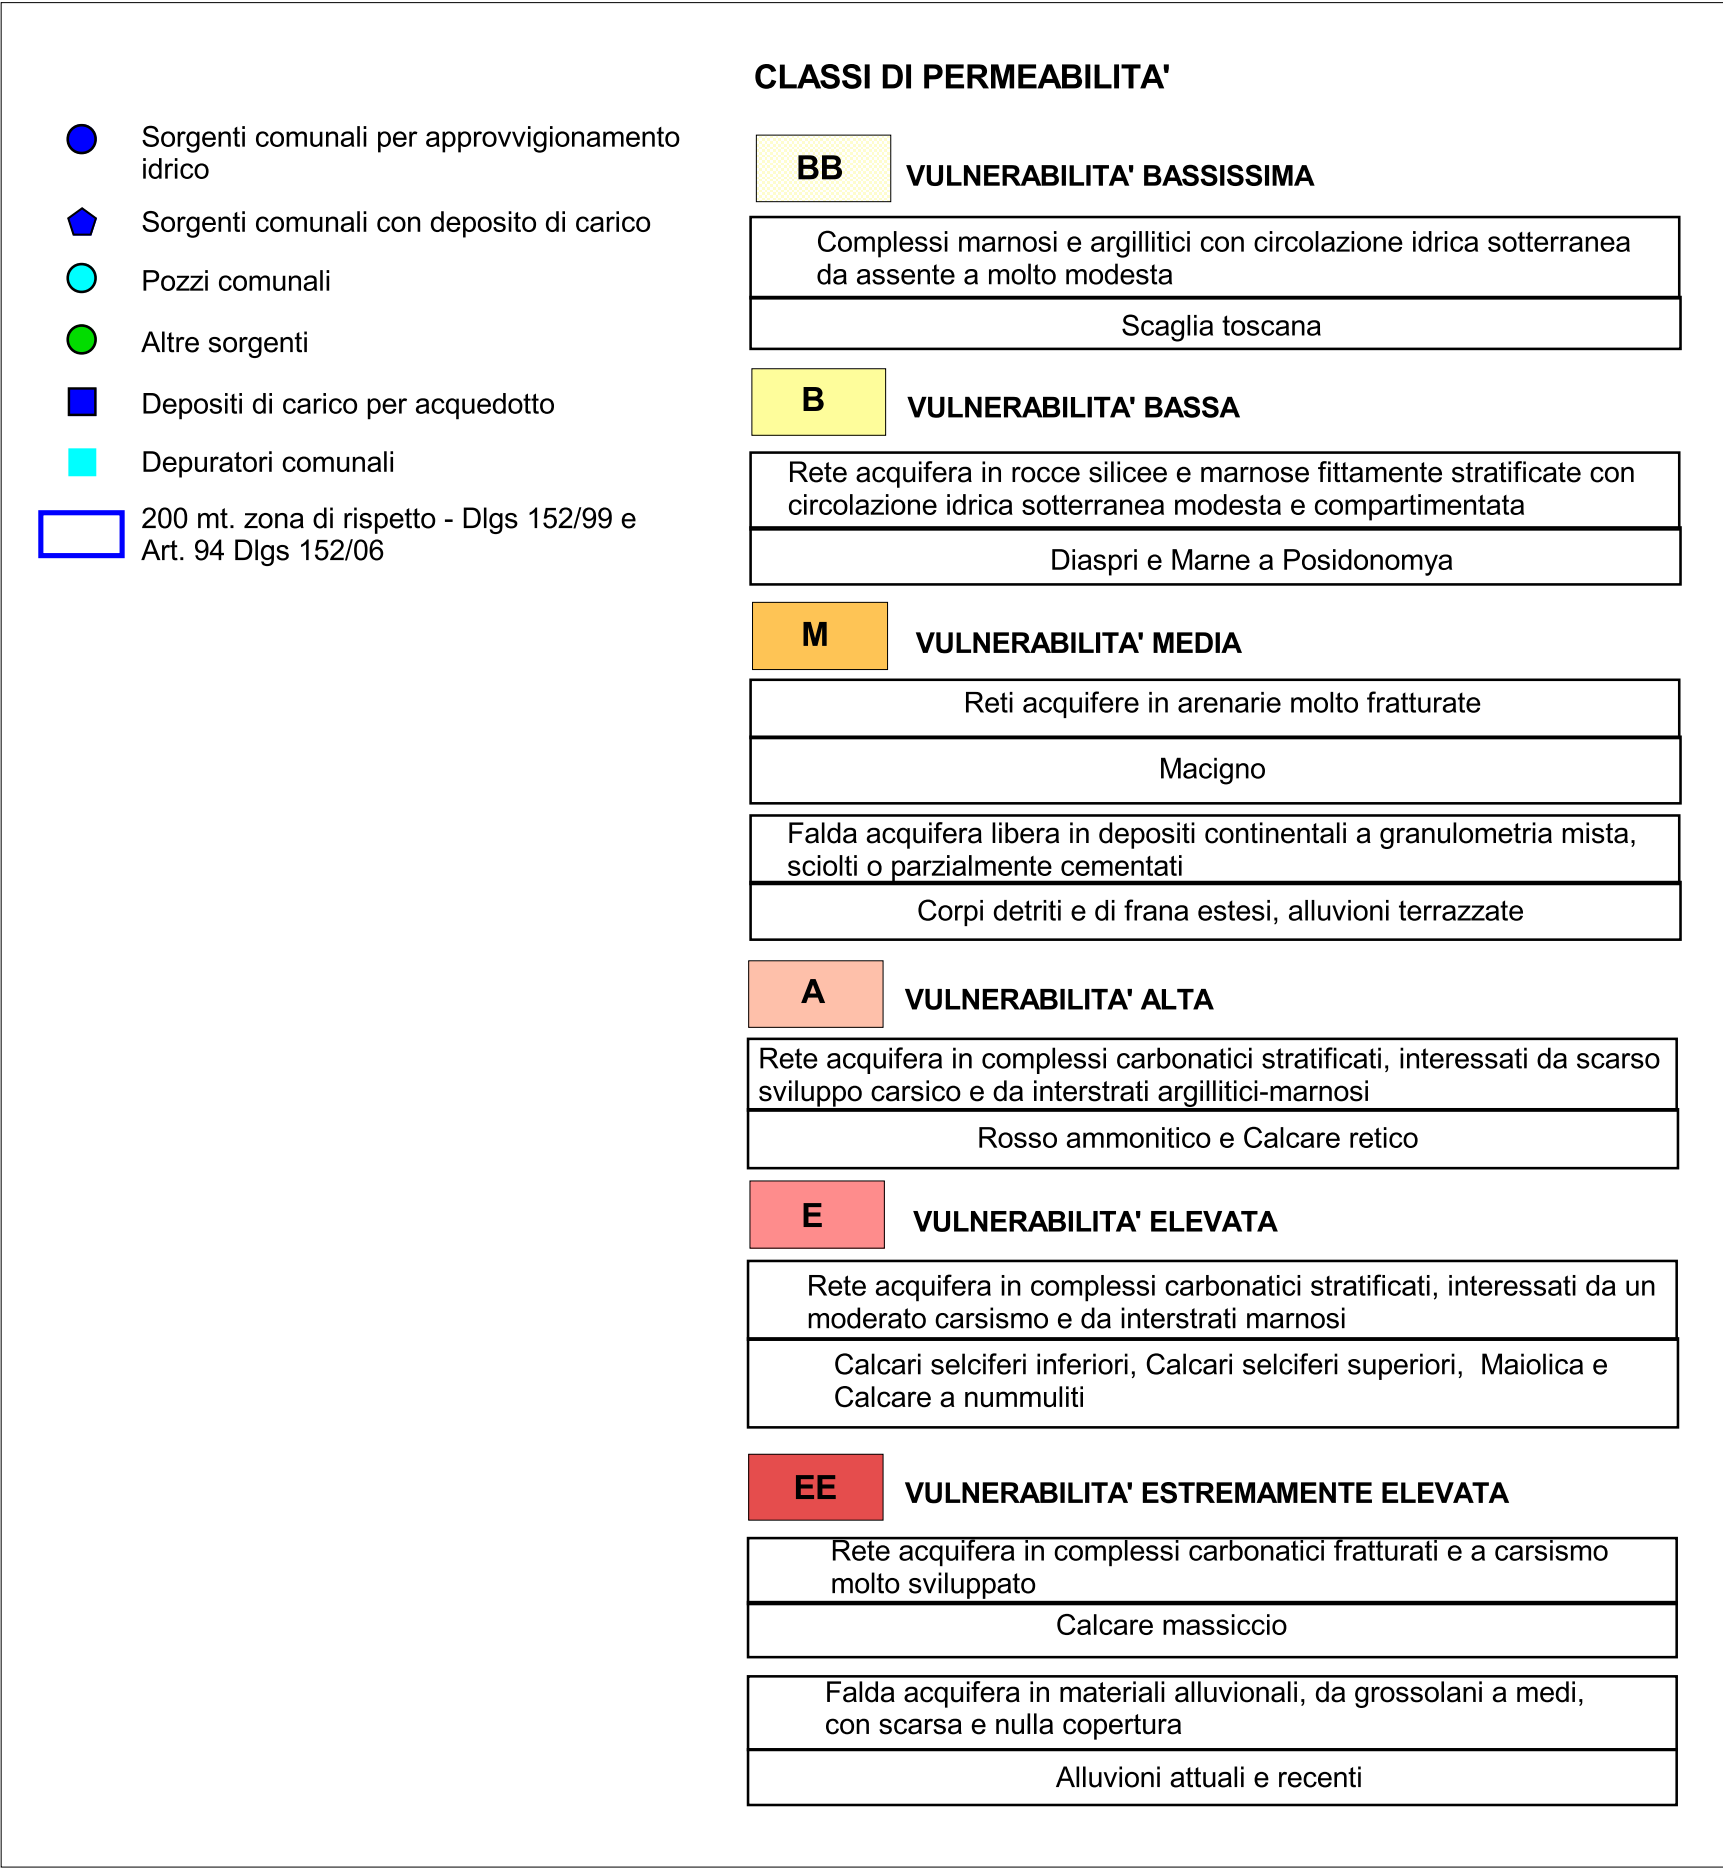 CLASSI DI PERMEABILITA'
Sorgenti comunali per approvvigionamento
idrico
Sorgenti comunali con deposito di carico
Pozzi comunali
Altre sorgenti
Depositi di carico per acquedotto
Depuratori comunali
200 mt. zona di rispetto - Dlgs 152/99 e
Art. 94 Dlgs 152/06
BB VULNERABILITA' BASSISSIMA
Complessi marnosi e argillitici con circolazione idrica sotterranea
da assente a molto modesta
Scaglia toscana
B VULNERABILITA' BASSA
Rete acquifera in rocce silicee e marnose fittamente stratificate con
circolazione idrica sotterranea modesta e compartimentata
Diaspri e Marne a Posidonomya
M VULNERABILITA' MEDIA
Reti acquifere in arenarie molto fratturate
Macigno
Falda acquifera libera in depositi continentali a granulometria mista,
sciolti o parzialmente cementati
Corpi detriti e di frana estesi, alluvioni terrazzate
A VULNERABILITA' ALTA
Rete acquifera in complessi carbonatici stratificati, interessati da scarso
sviluppo carsico e da interstrati argillitici-marnosi
Rosso ammonitico e Calcare retico
E VULNERABILITA' ELEVATA
Rete acquifera in complessi carbonatici stratificati, interessati da un
moderato carsismo e da interstrati marnosi
Calcari selciferi inferiori, Calcari selciferi superiori, Maiolica e
Calcare a nummuliti
EE VULNERABILITA' ESTREMAMENTE ELEVATA
Rete acquifera in complessi carbonatici fratturati e a carsismo
molto sviluppato
Calcare massiccio
Falda acquifera in materiali alluvionali, da grossolani a medi,
con scarsa e nulla copertura
Alluvioni attuali e recenti